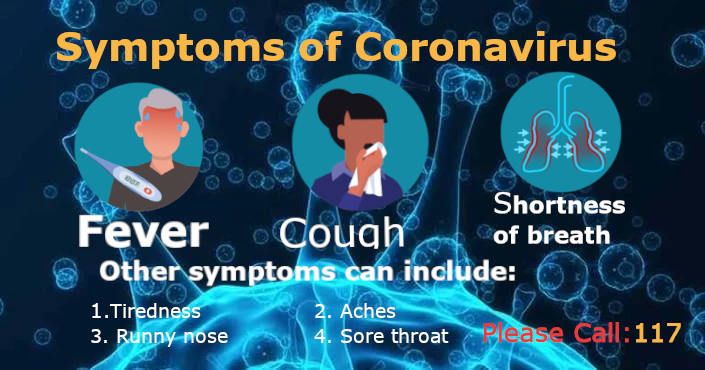 Symptoms of Coronavirus
Fever
Cough
Shortness
of breath
Other symptoms can include:
1.Tiredness
2. Aches
3. Runny nose
4. Sore throat
Please Call:117